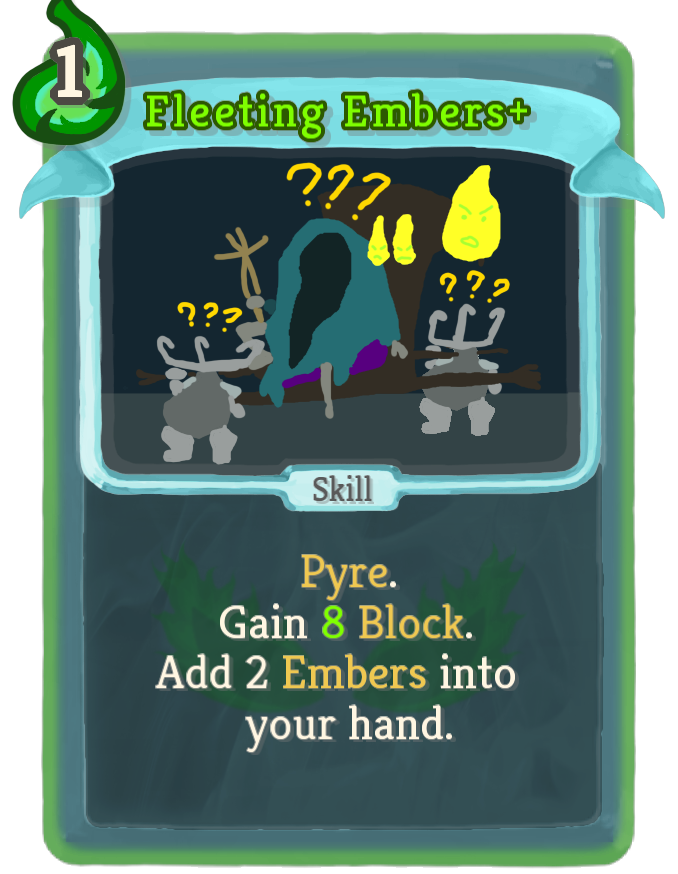 1
Fleeting Embers+
???
???
???
Skill
Pyre.
Gain 8 Block.
Add 2 Embers into
your hand.